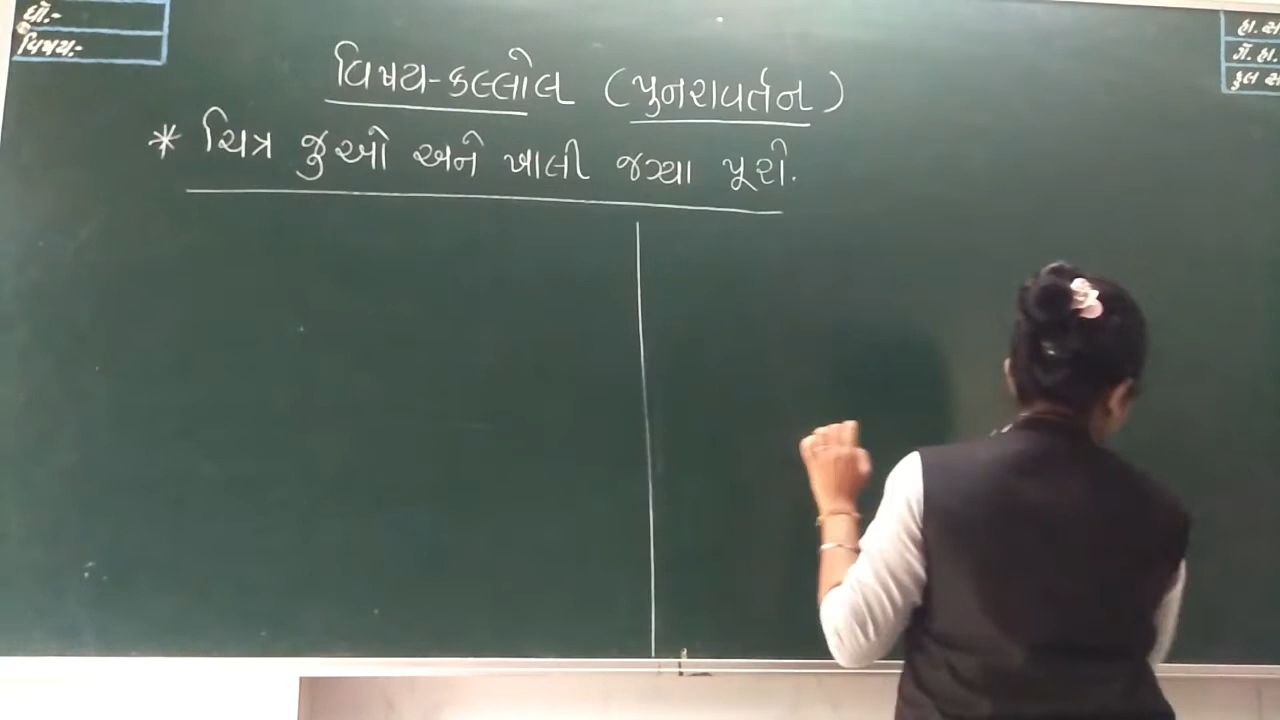 ધો.-
વિષય:-
વિષય-કલ્લોલ (પુનરાવર્તન)
* ચિત્ર જુઓ અને ખાલી જગ્યા પૂરો.
હા.
ગે. હા.
કુલ